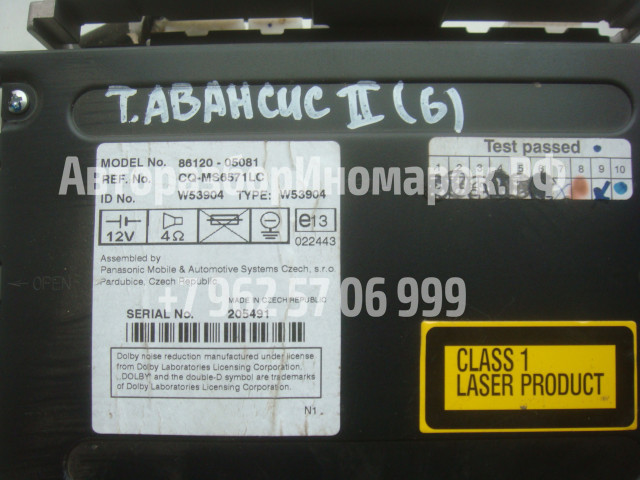 Т. АВАНСИС II (6)
Test passed
1 2 3 4 5 6 7 8 9 10
MODEL No. 86120 - 05081
REF. No. CQ-MS6571LC
ID No. W53904 TYPE: W53904
12V 4Ω e13
022443
Assembled by
Panasonic Mobile & Automotive Systems Czech, s.r.o.
Pardubice, Czech Republic
OPEN
MADE IN CZECH REPUBLIC
SERIAL No. 205491
Dolby noise reduction manufactured under license
from Dolby Laboratories Licensing Corporation.
„DOLBY“ and the double-D symbol are trademarks
of Dolby Laboratories Licensing Corporation.
N1
CLASS 1
LASER PRODUCT
АвторазборИномарок.РФ
+7 962 57 06 999